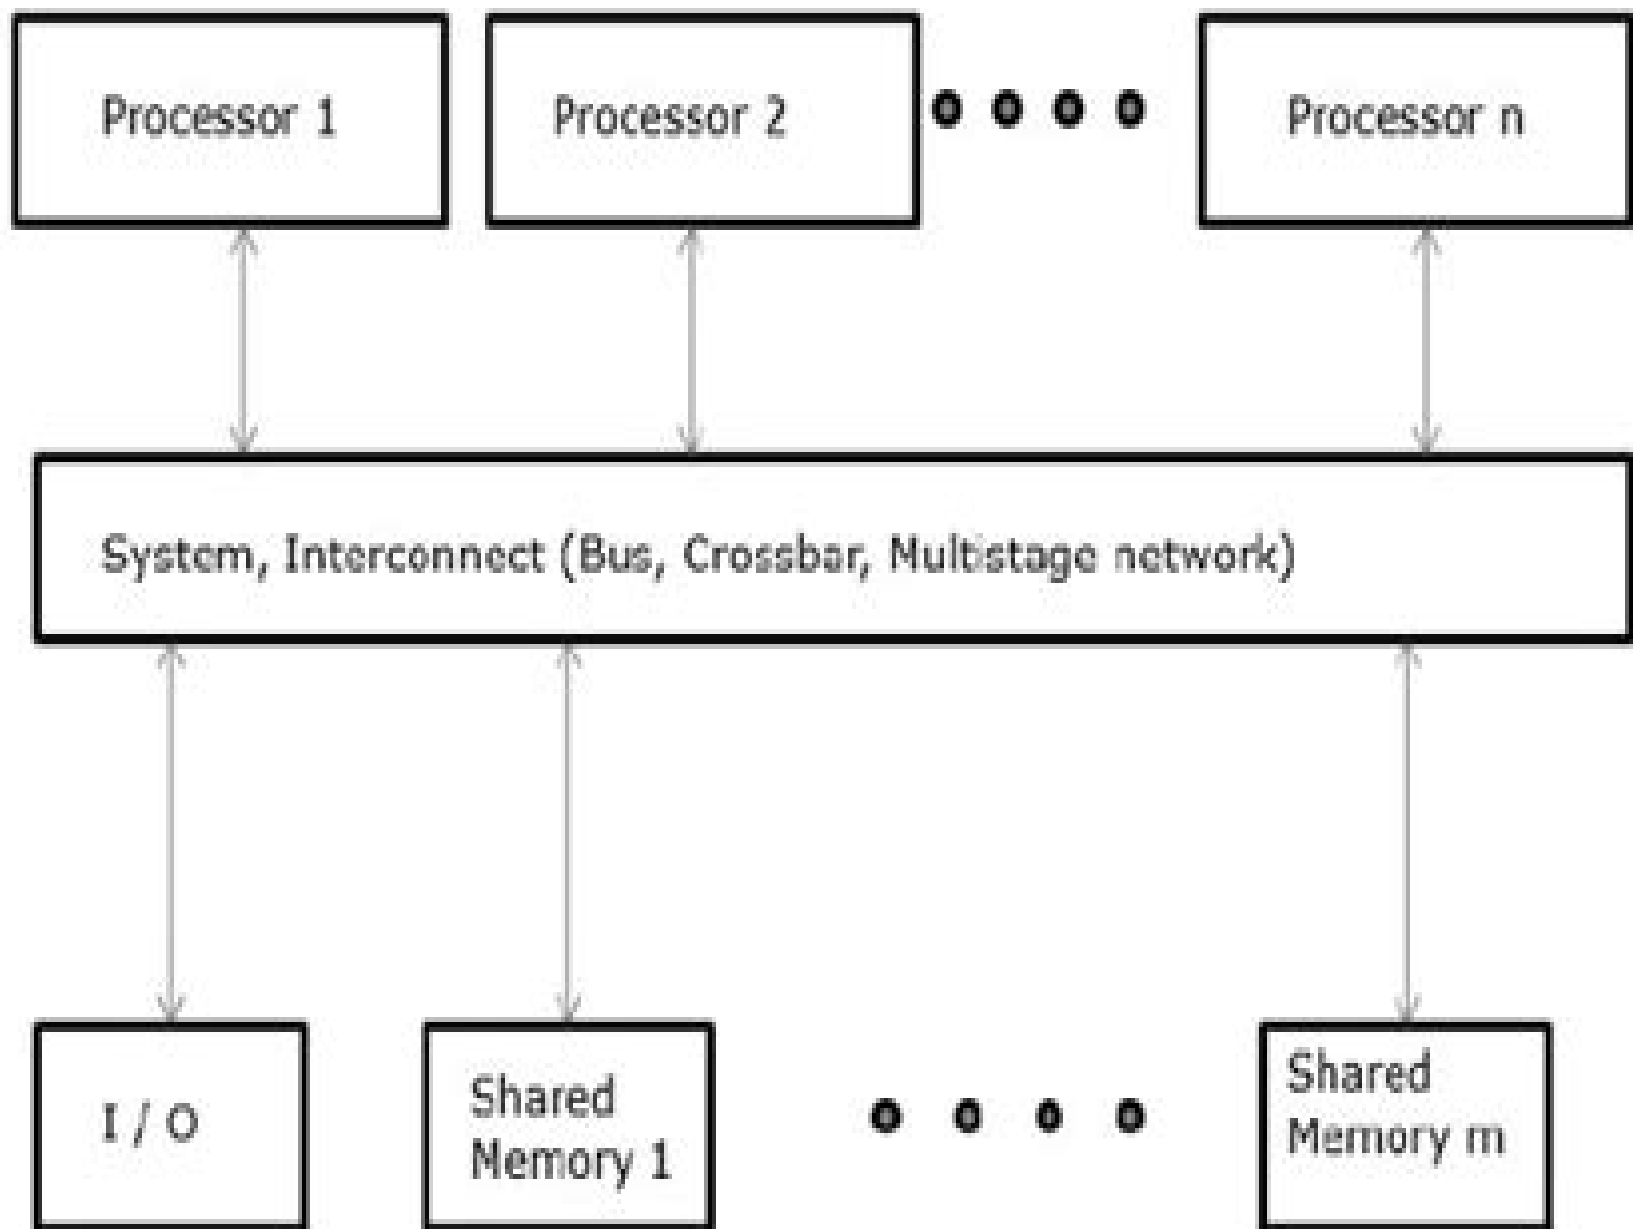 Processor 1
Processor 2
Processor n
System, Interconnect (Bus, Crossbar, Multistage network)
I / O
Shared
Memory 1
Shared
Memory m